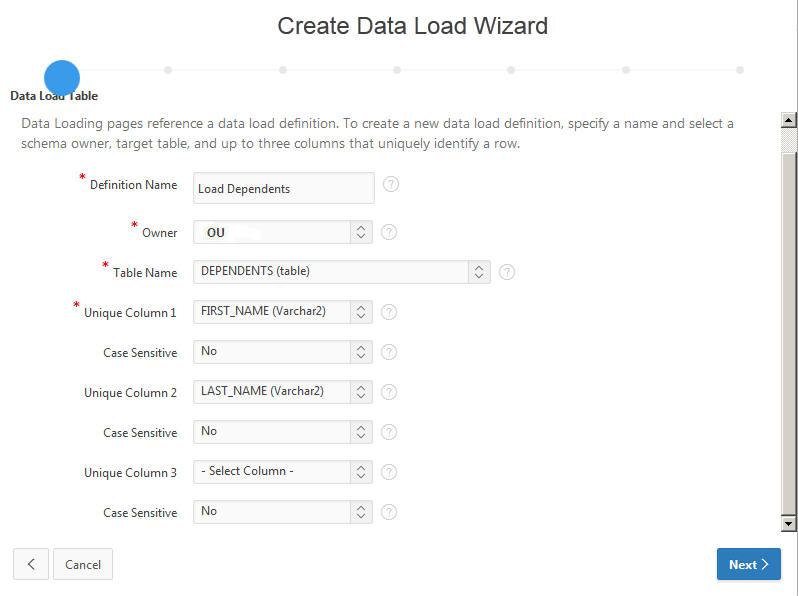 Create Data Load Wizard
Data Load Table
Data Loading pages reference a data load definition. To create a new data load definition, specify a name and select a
schema owner, target table, and up to three columns that uniquely identify a row.
* Definition Name Load Dependents ?
* Owner OU ?
* Table Name DEPENDENTS (table) ?
* Unique Column 1 FIRST_NAME (Varchar2) ?
Case Sensitive No ?
Unique Column 2 LAST_NAME (Varchar2) ?
Case Sensitive No ?
Unique Column 3 - Select Column - ?
Case Sensitive No ?
< Cancel Next >